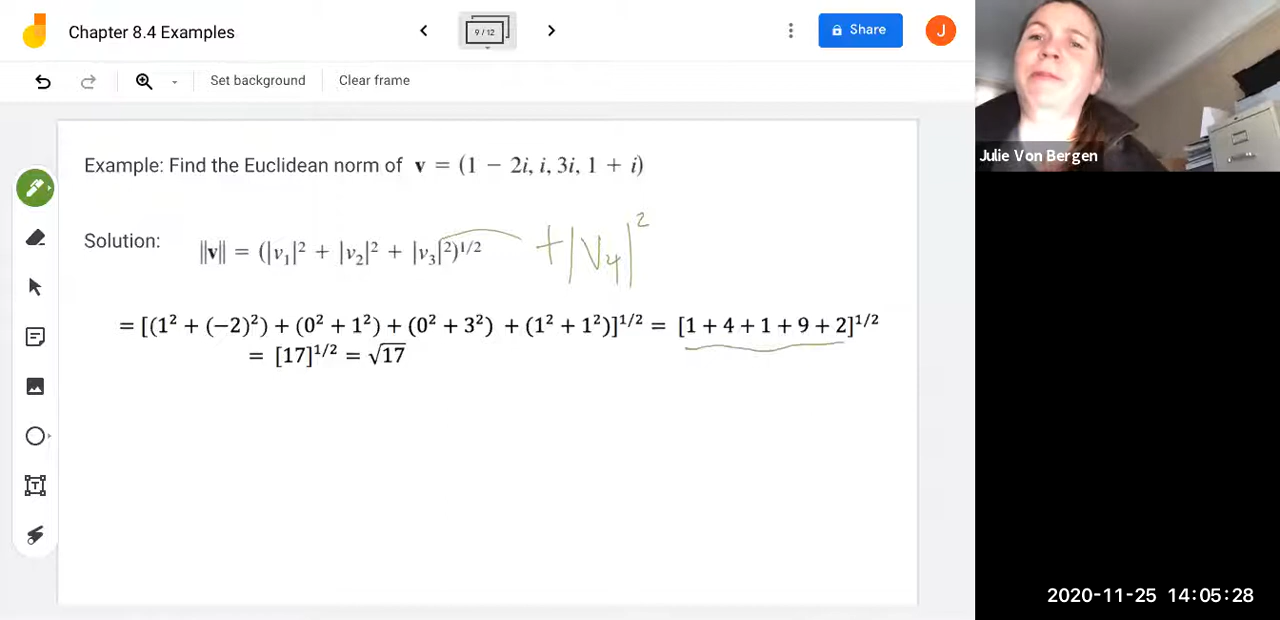 Chapter 8.4 Examples
9 / 12
Share
J
Set background
Clear frame
Julie Von Bergen
Example: Find the Euclidean norm of v = (1 − 2i, i, 3i, 1 + i)
Solution: ‖v‖ = (|v₁|² + |v₂|² + |v₃|²)^1/2 + |V₄|²
= [(1² + (−2)²) + (0² + 1²) + (0² + 3²) + (1² + 1²)]^1/2 = [1 + 4 + 1 + 9 + 2]^1/2
= [17]^1/2 = √17
2020-11-25 14:05:28